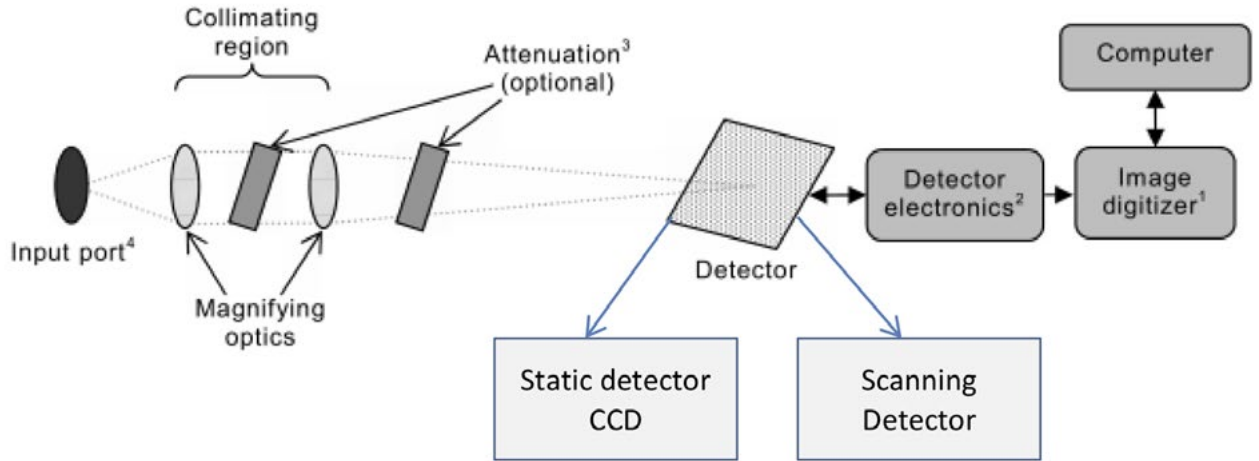 Collimating
region
Attenuation³
(optional)
Computer
Detector
electronics²
Image
digitizer¹
Input port⁴
Detector
Magnifying
optics
Static detector
CCD
Scanning
Detector